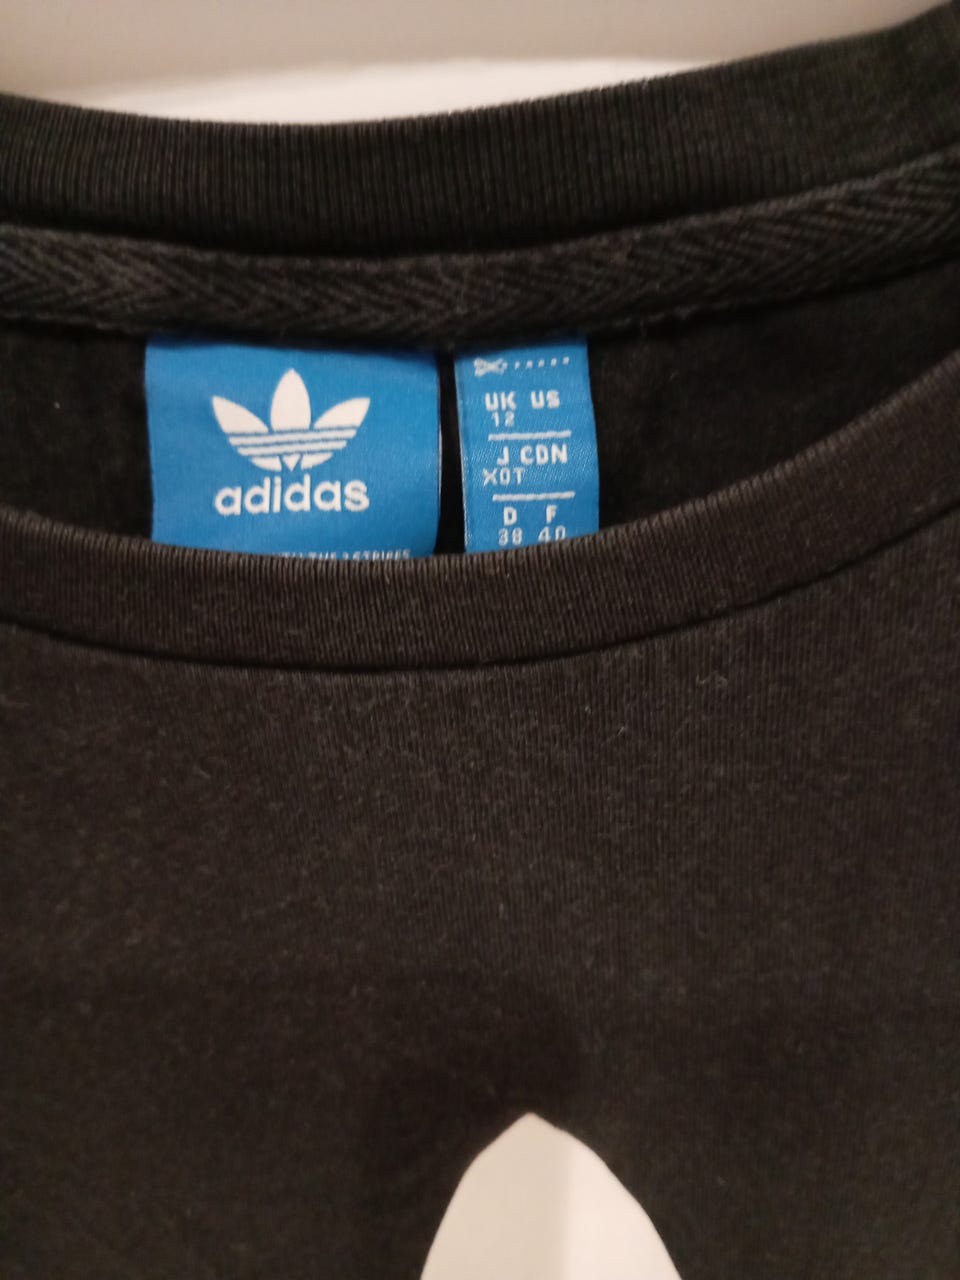 adidas
UK US
12
J CDN
XOT
D F
38 40